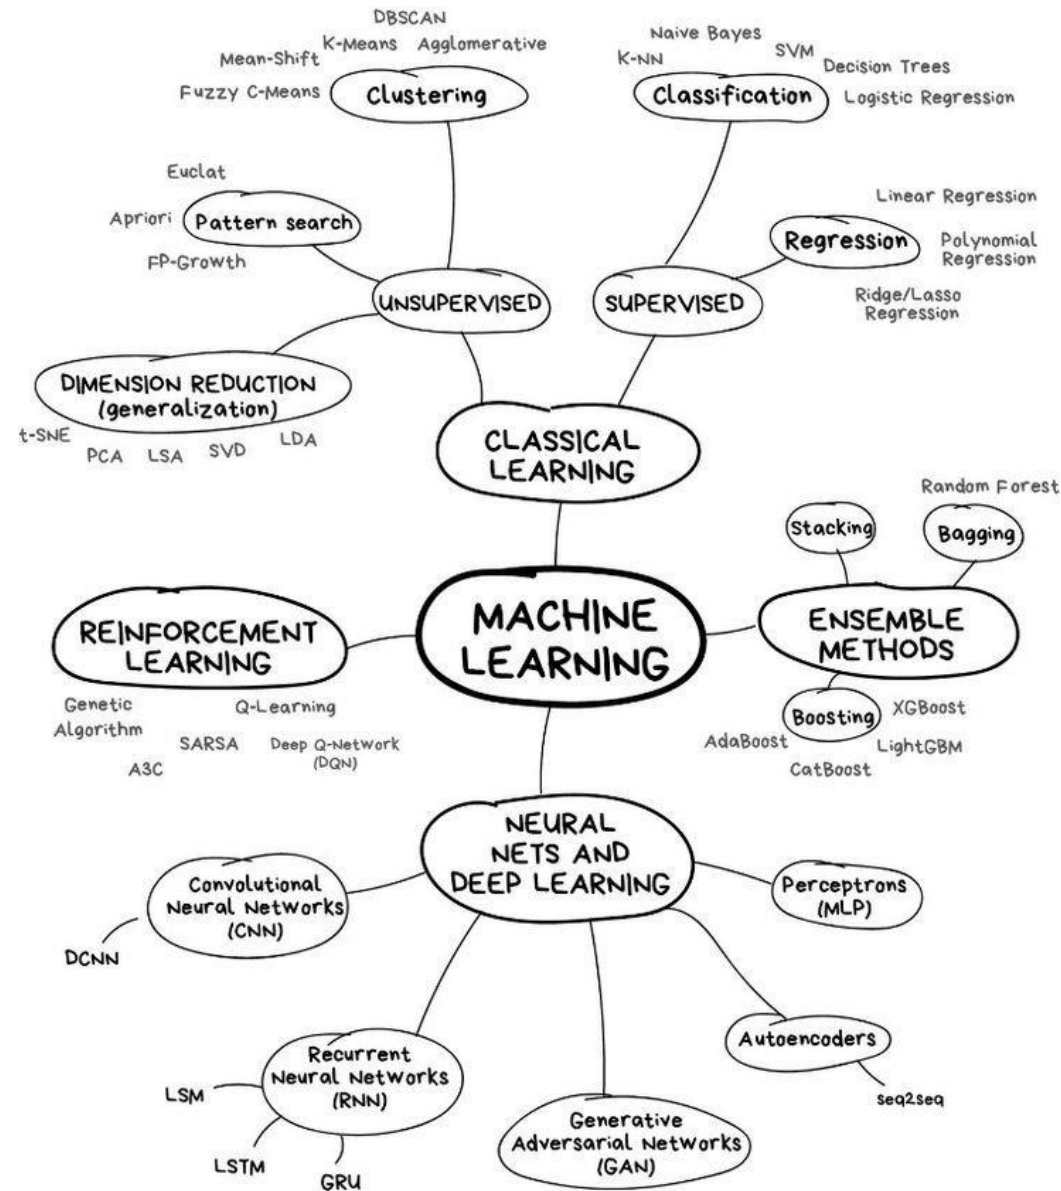 DBSCAN
K-Means
Agglomerative
Mean-Shift
Fuzzy C-Means
Clustering
Naive Bayes
K-NN
SVM
Decision Trees
Classification
Logistic Regression
Euclat
Apriori
Pattern search
FP-Growth
Linear Regression
Regression
Polynomial
Regression
Ridge/Lasso
Regression
UNSUPERVISED
SUPERVISED
DIMENSION REDUCTION
(generalization)
t-SNE
PCA
LSA
SVD
LDA
CLASSICAL
LEARNING
Random Forest
Stacking
Bagging
MACHINE
LEARNING
ENSEMBLE
METHODS
Boosting
XGBoost
AdaBoost
LightGBM
CatBoost
REINFORCEMENT
LEARNING
Genetic
Algorithm
Q-Learning
SARSA
Deep Q-Network
(DQN)
A3C
NEURAL
NETS AND
DEEP LEARNING
Convolutional
Neural Networks
(CNN)
DCNN
Perceptrons
(MLP)
Recurrent
Neural Networks
(RNN)
LSM
LSTM
GRU
Generative
Adversarial Networks
(GAN)
Autoencoders
seq2seq